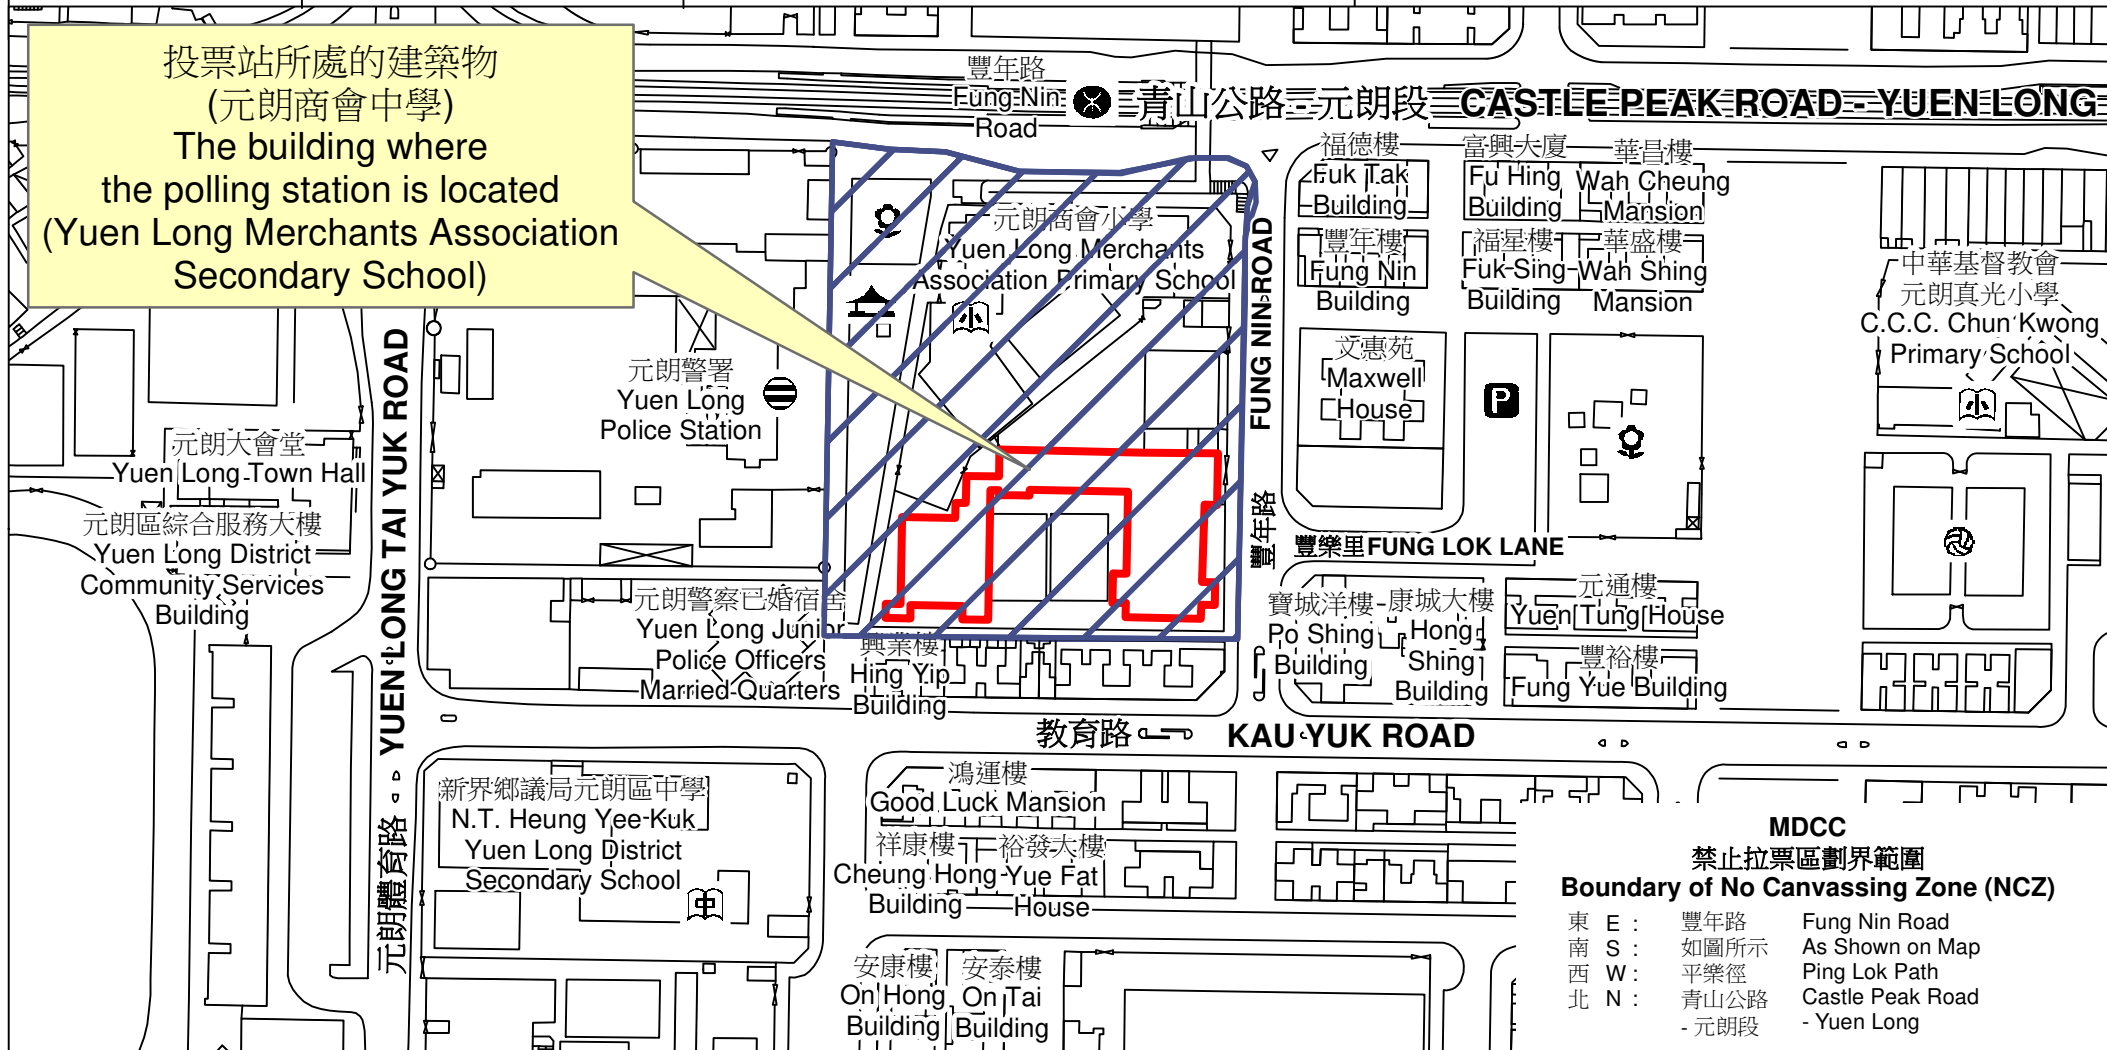 投票站所處的建築物
(元朗商會中學)
The building where
the polling station is located
(Yuen Long Merchants Association
Secondary School)
豐年路
Fung Nin
Road
青山公路 - 元朗段 CASTLE PEAK ROAD - YUEN LONG
福德樓
Fuk Tak
Building
富興大廈
Fu Hing
Building
華昌樓
Wah Cheung
Mansion
元朗商會小學
Yuen Long Merchants
Association Primary School
小
FUNG NIN ROAD
豐年路
豐年樓
Fung Nin
Building
福星樓
Fuk Sing
Building
華盛樓
Wah Shing
Mansion
中華基督教會
元朗真光小學
C.C.C. Chun Kwong
Primary School
小
文惠苑
Maxwell
House
P
元朗警署
Yuen Long
Police Station
YUEN LONG TAI YUK ROAD
元朗體育路
元朗大會堂
Yuen Long Town Hall
元朗區綜合服務大樓
Yuen Long District
Community Services
Building
豐樂里 FUNG LOK LANE
元朗警察已婚宿舍
Yuen Long Junior
Police Officers
Married Quarters
興業樓
Hing Yip
Building
寶城洋樓
Po Shing
Building
康城大樓
Hong
Shing
Building
元通樓
Yuen Tung House
豐裕樓
Fung Yue Building
教育路 KAU YUK ROAD
新界鄉議局元朗區中學
N.T. Heung Yee Kuk
Yuen Long District
Secondary School
中
鴻運樓
Good Luck Mansion
祥康樓
Cheung Hong
Building
裕發大樓
Yue Fat
House
安康樓
On Hong
Building
安泰樓
On Tai
Building
MDCC
禁止拉票區劃界範圍
Boundary of No Canvassing Zone (NCZ)
東 E : 豐年路 Fung Nin Road
南 S : 如圖所示 As Shown on Map
西 W : 平樂徑 Ping Lok Path
北 N : 青山公路 Castle Peak Road
- 元朗段 - Yuen Long